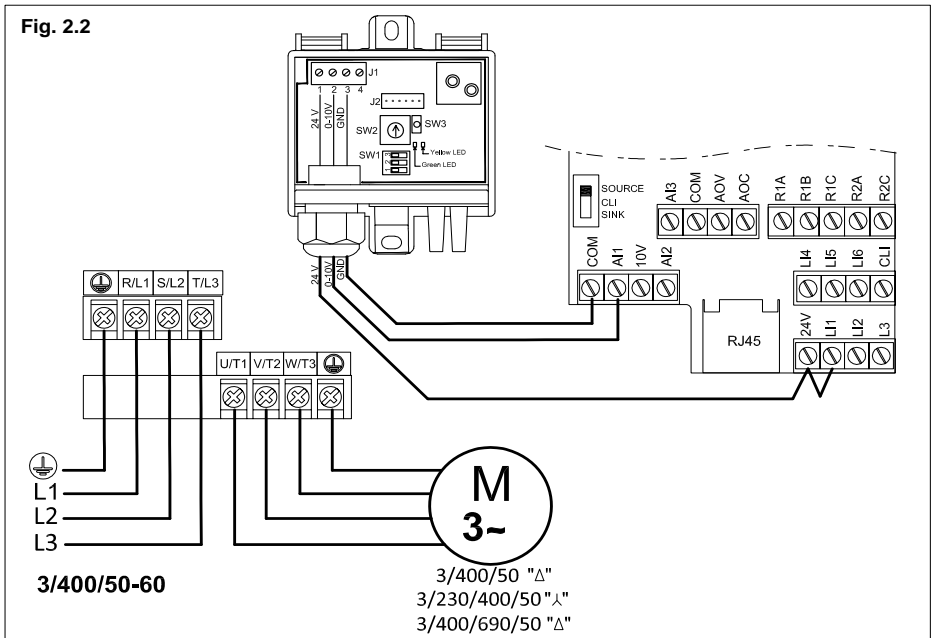 Fig. 2.2
J1
1 2 3 4
24 V
0-10V
GND
J2
SW2
SW3
Yellow LED
Green LED
SW1
1 2 3
24 V
0-10V
GND
SOURCE
CLI
SINK
AI3 COM AOV AOC
R1A R1B R1C R2A R2C
COM AI1 10V AI2
LI4 LI5 LI6 CLI
RJ45
24V LI1 LI2 L3
R/L1 S/L2 T/L3
U/T1 V/T2 W/T3
L1
L2
L3
M
3~
3/400/50-60
3/400/50 "Δ"
3/230/400/50 "⅄"
3/400/690/50 "Δ"